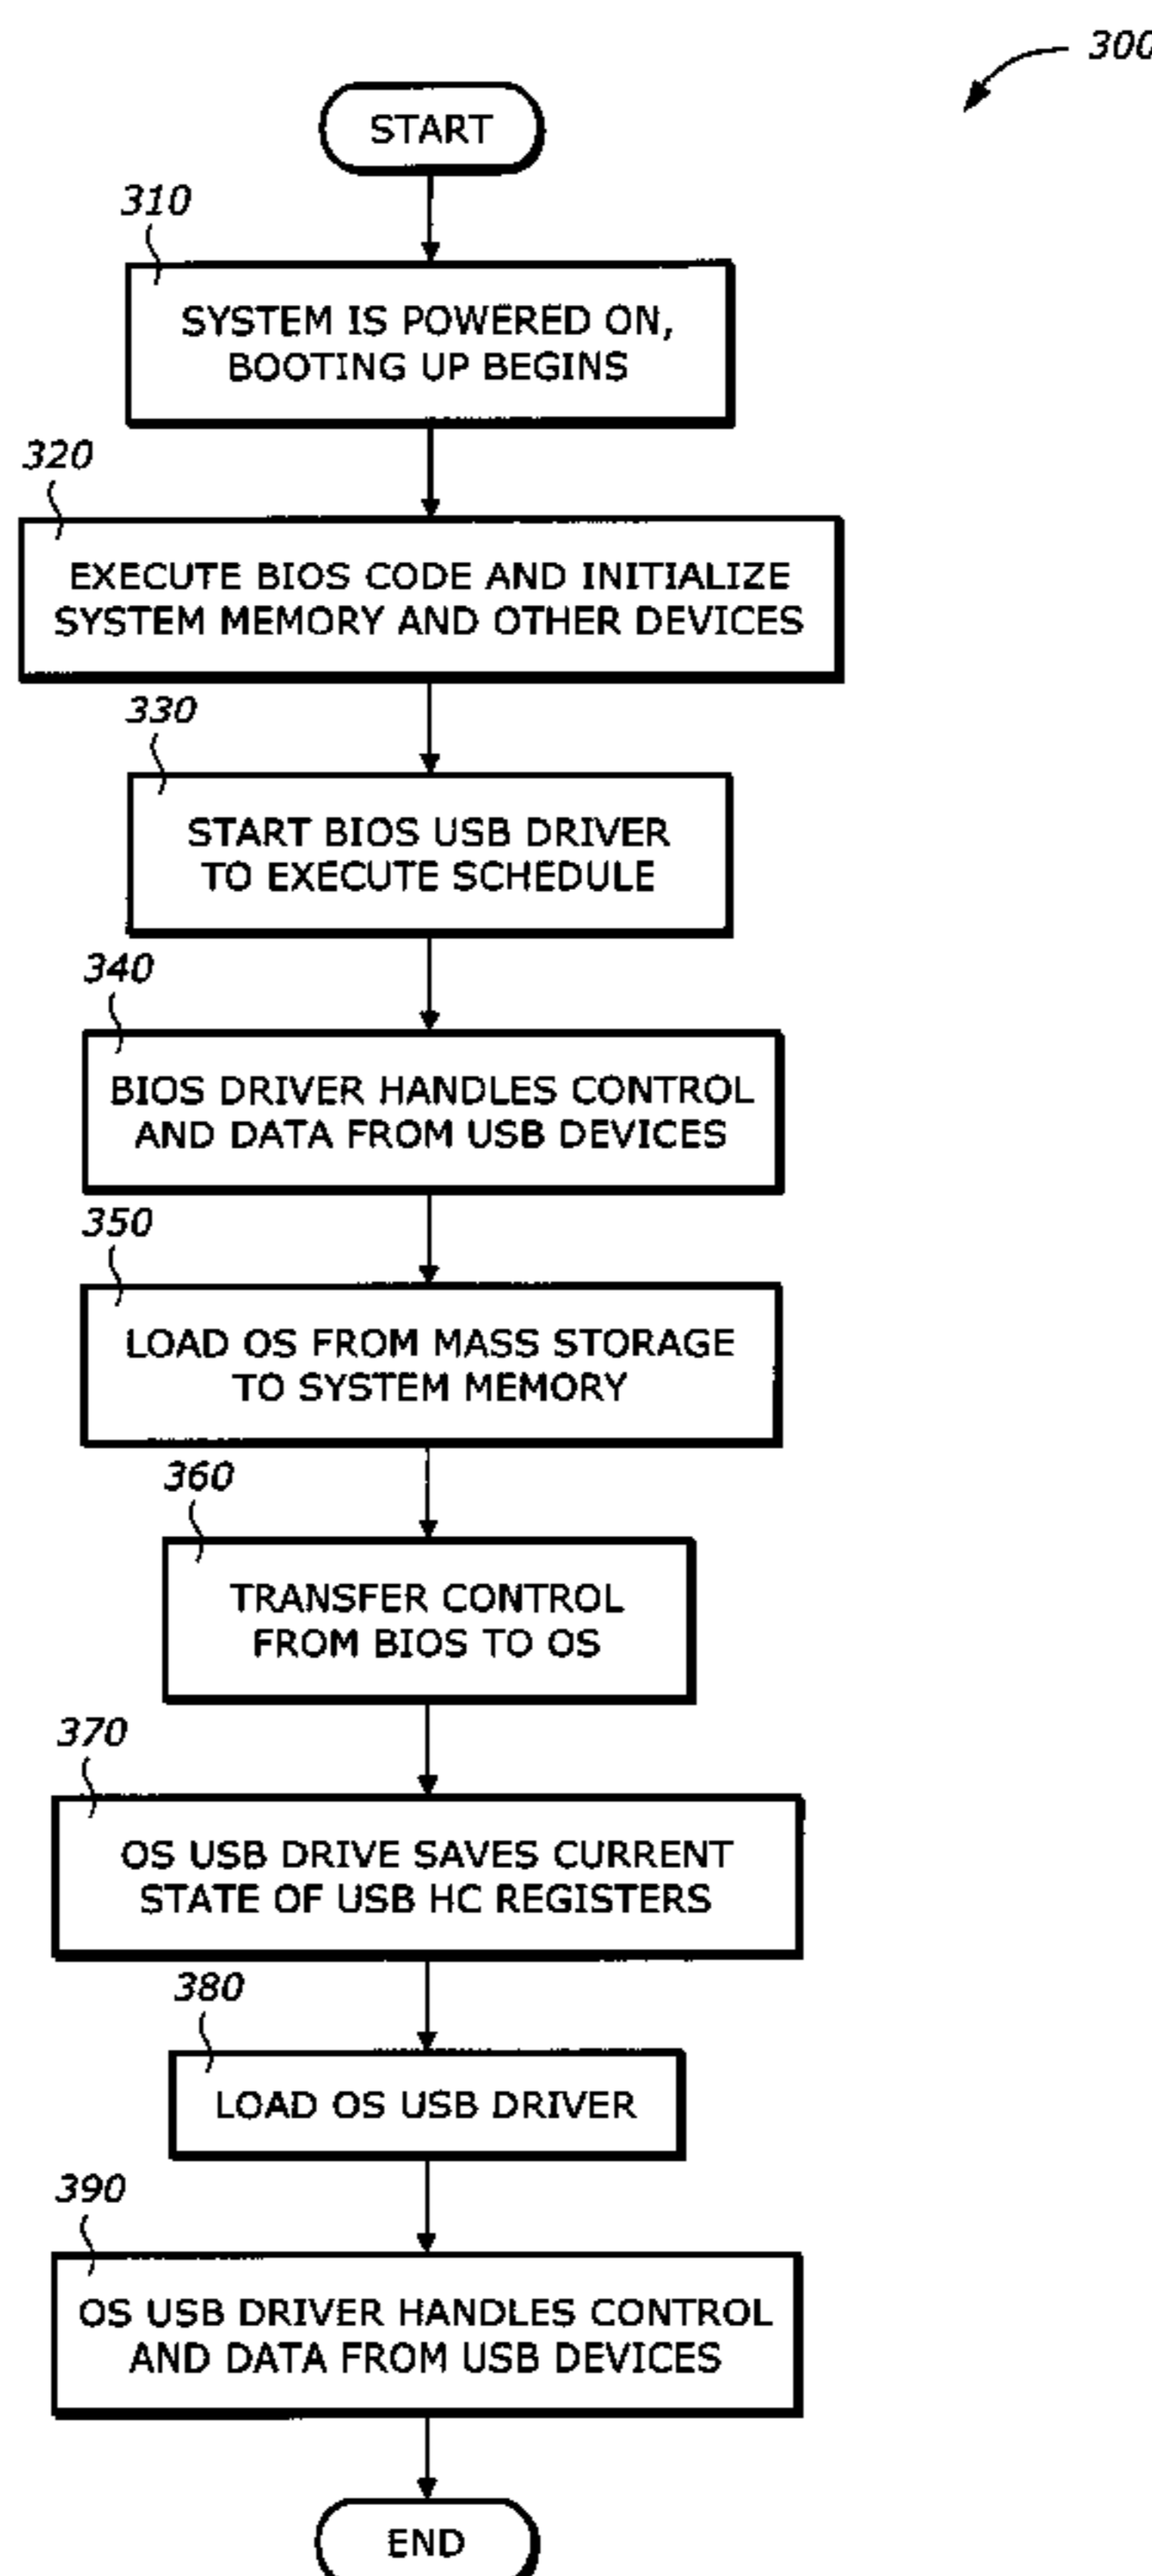 300
START
310
SYSTEM IS POWERED ON,
BOOTING UP BEGINS
320
EXECUTE BIOS CODE AND INITIALIZE
SYSTEM MEMORY AND OTHER DEVICES
330
START BIOS USB DRIVER
TO EXECUTE SCHEDULE
340
BIOS DRIVER HANDLES CONTROL
AND DATA FROM USB DEVICES
350
LOAD OS FROM MASS STORAGE
TO SYSTEM MEMORY
360
TRANSFER CONTROL
FROM BIOS TO OS
370
OS USB DRIVE SAVES CURRENT
STATE OF USB HC REGISTERS
380
LOAD OS USB DRIVER
390
OS USB DRIVER HANDLES CONTROL
AND DATA FROM USB DEVICES
END